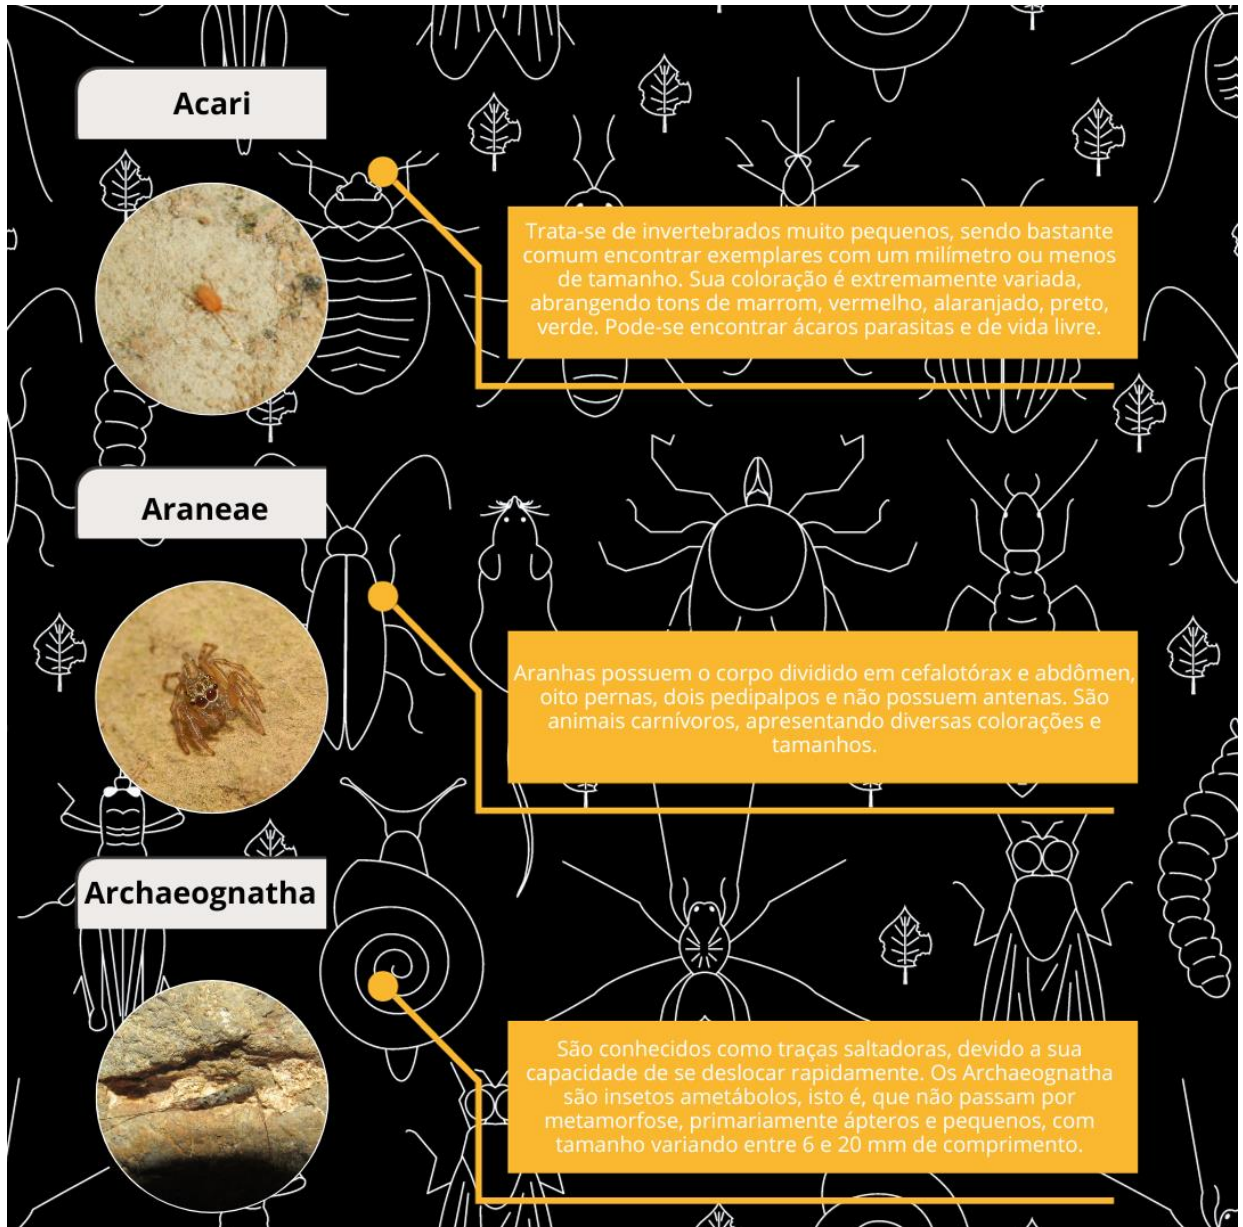 Acari
Trata-se de invertebrados muito pequenos, sendo bastante
comum encontrar exemplares com um milímetro ou menos
de tamanho. Sua coloração é extremamente variada,
abrangendo tons de marrom, vermelho, alaranjado, preto,
verde. Pode-se encontrar ácaros parasitas e de vida livre.
Araneae
Aranhas possuem o corpo dividido em cefalotórax e abdômen,
oito pernas, dois pedipalpos e não possuem antenas. São
animais carnívoros, apresentando diversas colorações e
tamanhos.
Archaeognatha
São conhecidos como traças saltadoras, devido a sua
capacidade de se deslocar rapidamente. Os Archaeognatha
são insetos ametábolos, isto é, que não passam por
metamorfose, primariamente ápteros e pequenos, com
tamanho variando entre 6 e 20 mm de comprimento.